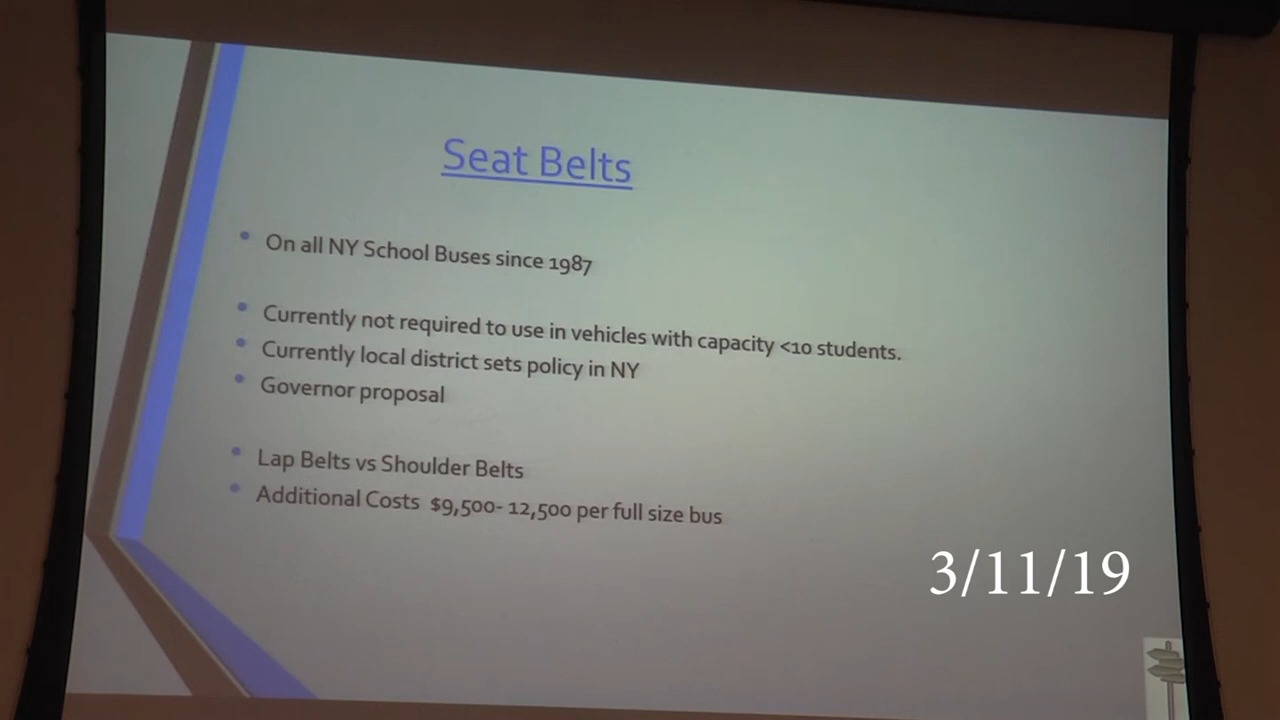 Seat Belts
On all NY School Buses since 1987
Currently not required to use in vehicles with capacity <10 students.
Currently local district sets policy in NY
Governor proposal
Lap Belts vs Shoulder Belts
Additional Costs $9,500- 12,500 per full size bus
3/11/19